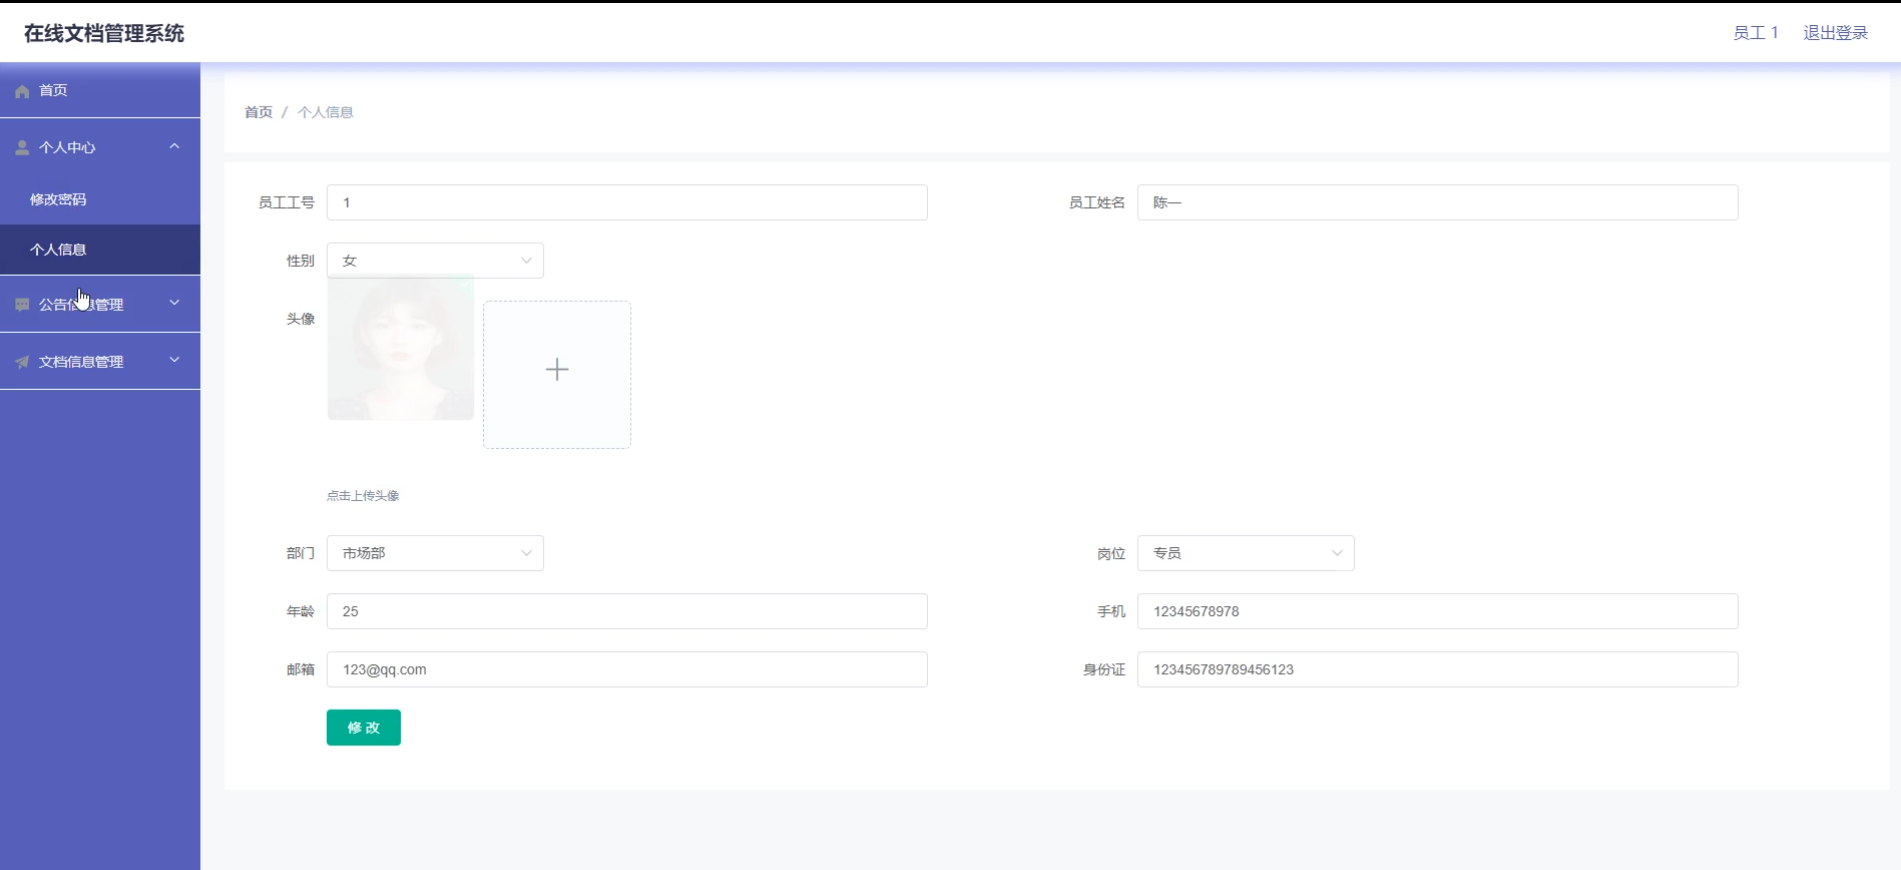 在线文档管理系统
员工 1 退出登录
首页
个人中心
修改密码
个人信息
公告信息管理
文档信息管理
首页 / 个人信息
员工工号 1 员工姓名 陈一
性别 女
头像
点击上传头像
部门 市场部 岗位 专员
年龄 25 手机 12345678978
邮箱 123@qq.com 身份证 123456789789456123
修改